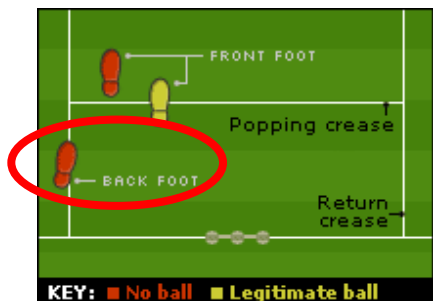 FRONT FOOT
Popping crease
BACK FOOT
Return
crease
KEY: No ball Legitimate ball